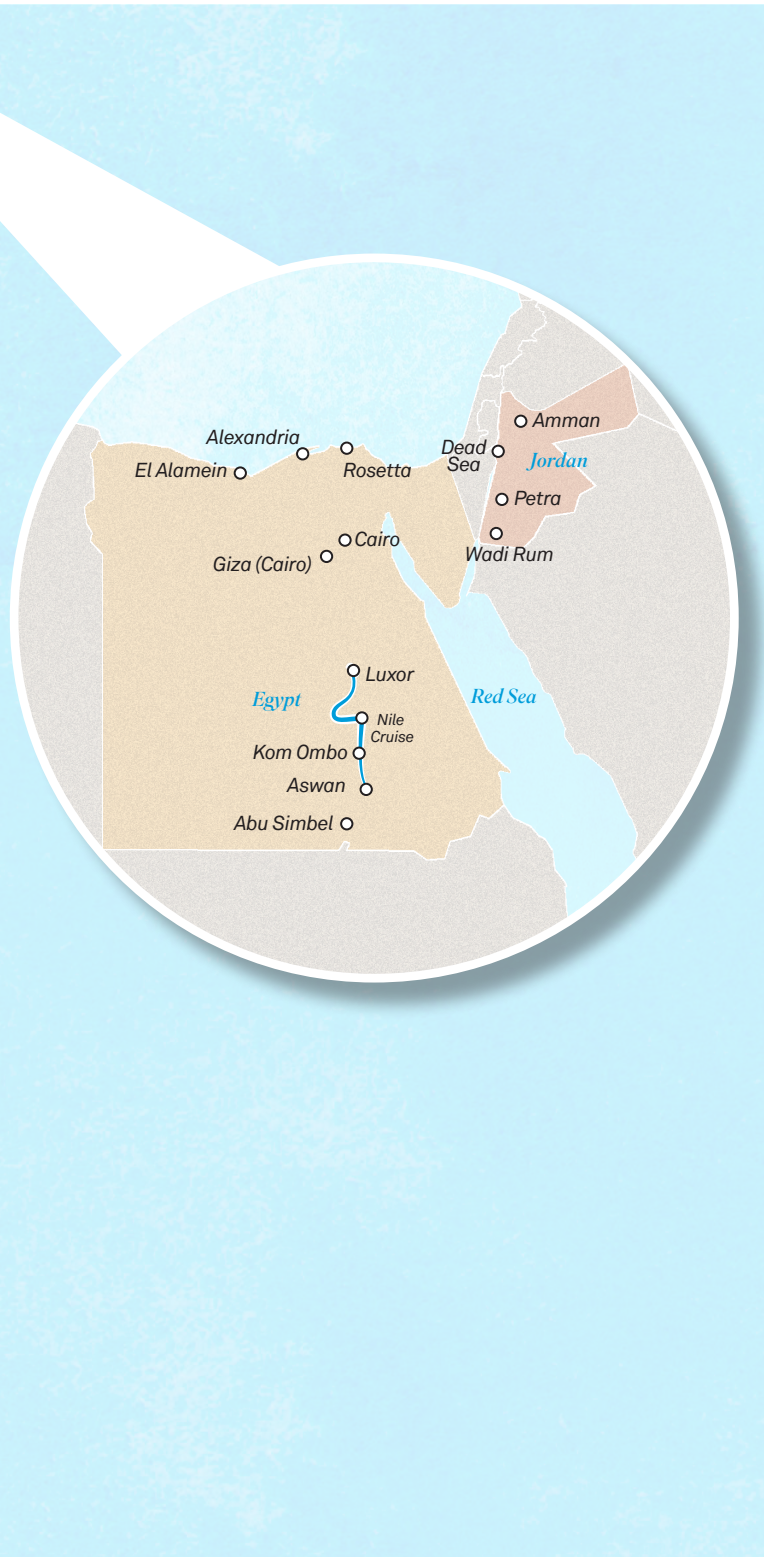 Amman
Alexandria
Dead
Sea
Jordan
El Alamein
Rosetta
Petra
Cairo
Wadi Rum
Giza (Cairo)
Luxor
Egypt
Red Sea
Nile
Cruise
Kom Ombo
Aswan
Abu Simbel